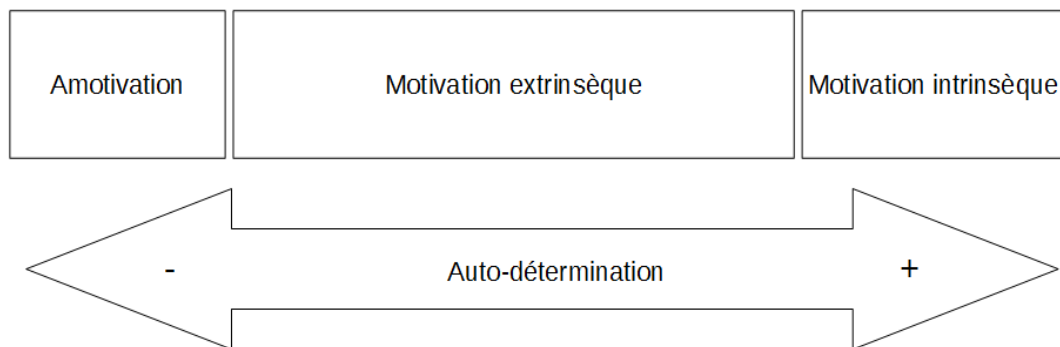 Amotivation
Motivation extrinsèque
Motivation intrinsèque
- Auto-détermination +